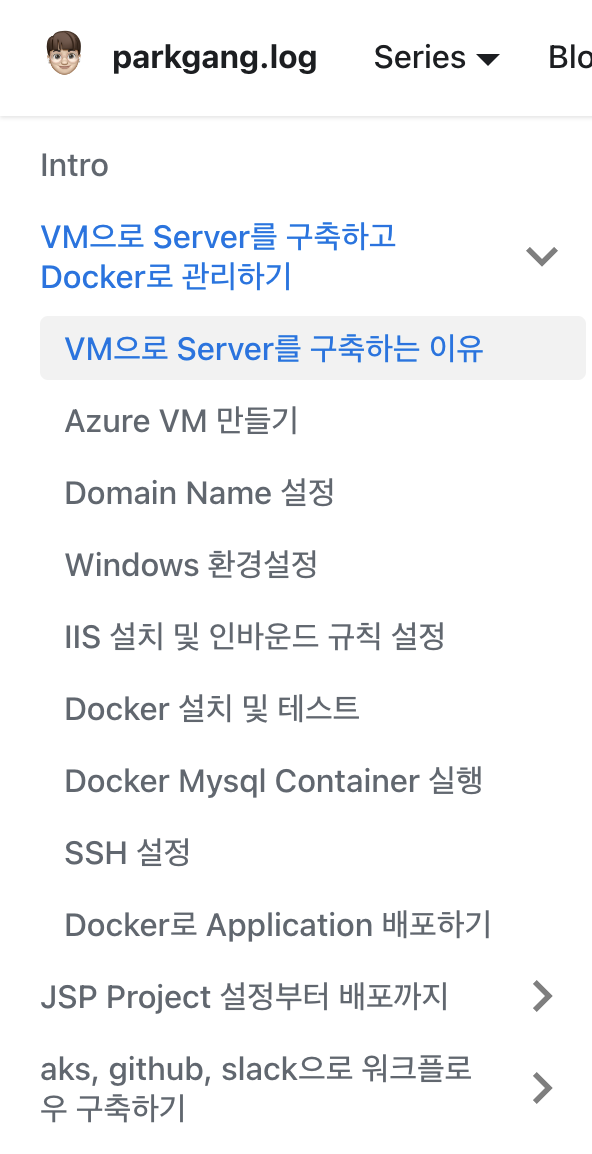 parkgang.log Series Blo
Intro
VM으로 Server를 구축하고
Docker로 관리하기
VM으로 Server를 구축하는 이유
Azure VM 만들기
Domain Name 설정
Windows 환경설정
IIS 설치 및 인바운드 규칙 설정
Docker 설치 및 테스트
Docker Mysql Container 실행
SSH 설정
Docker로 Application 배포하기
JSP Project 설정부터 배포까지
aks, github, slack으로 워크플로
우 구축하기